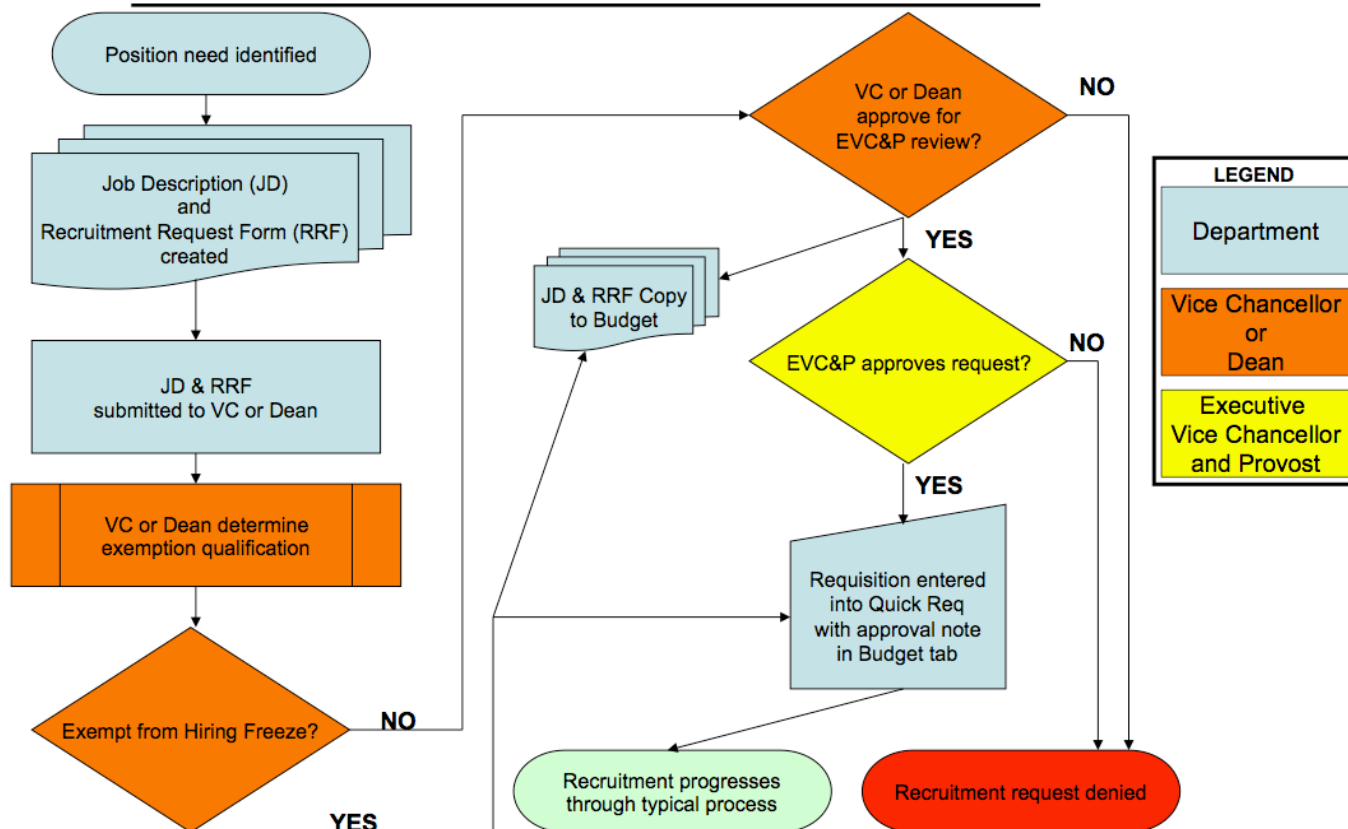 Position need identified
Job Description (JD)
and
Recruitment Request Form (RRF)
created
JD & RRF
submitted to VC or Dean
VC or Dean determine
exemption qualification
Exempt from Hiring Freeze?
NO
YES
VC or Dean
approve for
EVC&P review?
NO
YES
JD & RRF Copy
to Budget
EVC&P approves request?
NO
YES
Requisition entered
into Quick Req
with approval note
in Budget tab
Recruitment progresses
through typical process
Recruitment request denied
LEGEND
Department
Vice Chancellor
or
Dean
Executive
Vice Chancellor
and Provost